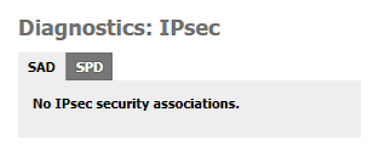 Diagnostics: IPsec
SAD SPD
No IPsec security associations.